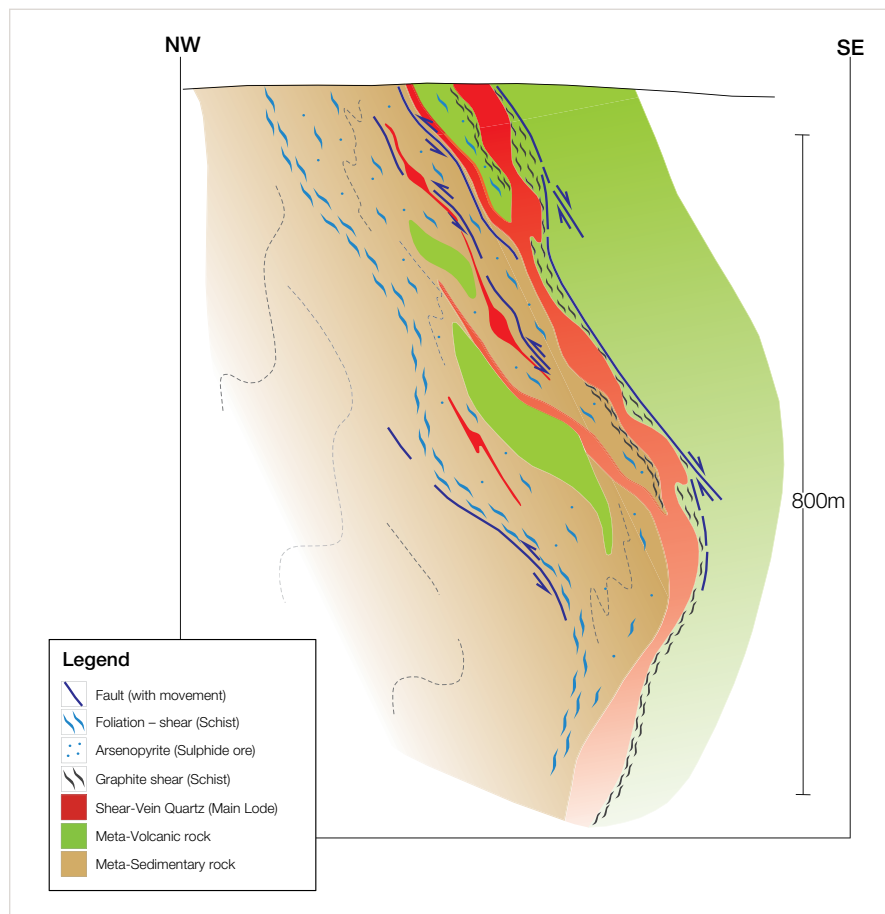 NW
SE
800m
Legend
Fault (with movement)
Foliation – shear (Schist)
Arsenopyrite (Sulphide ore)
Graphite shear (Schist)
Shear-Vein Quartz (Main Lode)
Meta-Volcanic rock
Meta-Sedimentary rock